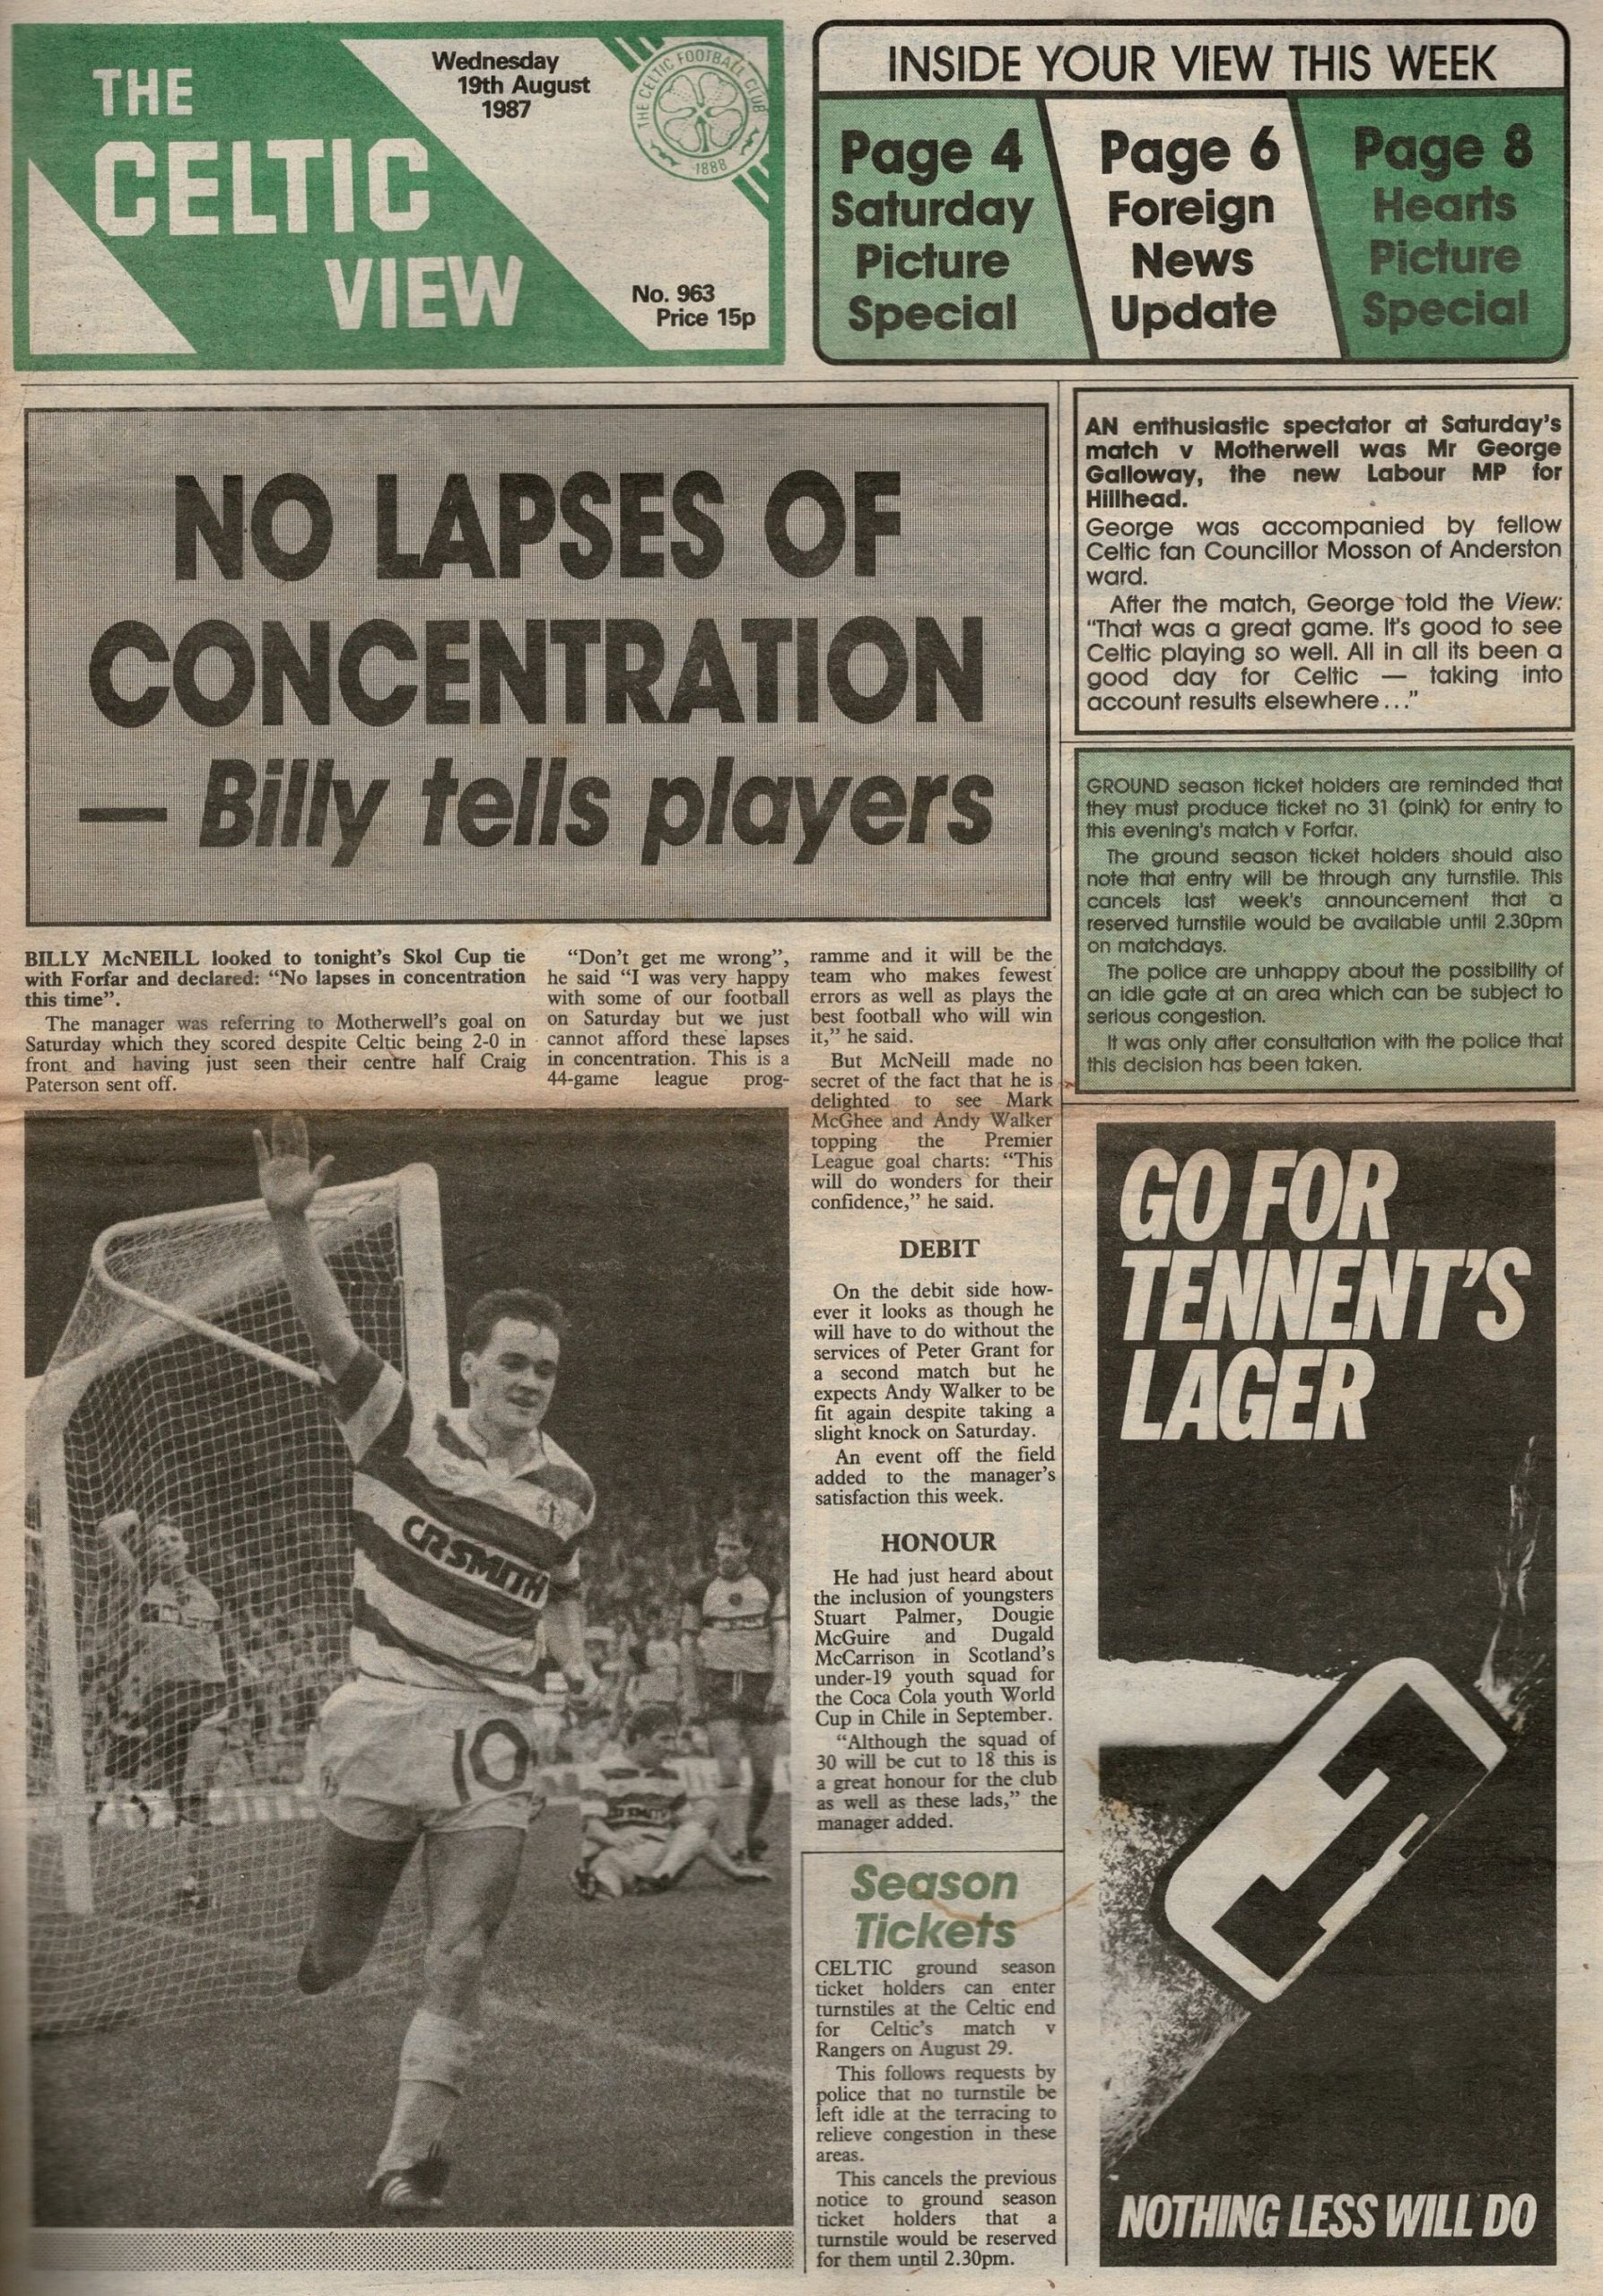 THE
CELTIC
VIEW
Wednesday
19th August
1987
THE CELTIC FOOTBALL CLUB
1888
No. 963
Price 15p
INSIDE YOUR VIEW THIS WEEK
Page 4
Saturday
Picture
Special
Page 6
Foreign
News
Update
Page 8
Hearts
Picture
Special
NO LAPSES OF
CONCENTRATION
— Billy tells players
BILLY McNEILL looked to tonight's Skol Cup tie
with Forfar and declared: "No lapses in concentration
this time".
The manager was referring to Motherwell's goal on
Saturday which they scored despite Celtic being 2-0 in
front and having just seen their centre half Craig
Paterson sent off.
"Don't get me wrong",
he said "I was very happy
with some of our football
on Saturday but we just
cannot afford these lapses
in concentration. This is a
44-game league prog-
ramme and it will be the
team who makes fewest
errors as well as plays the
best football who will win
it," he said.
But McNeill made no
secret of the fact that he is
delighted to see Mark
McGhee and Andy Walker
topping the Premier
League goal charts: "This
will do wonders for their
confidence," he said.
DEBIT
On the debit side how-
ever it looks as though he
will have to do without the
services of Peter Grant for
a second match but he
expects Andy Walker to be
fit again despite taking a
slight knock on Saturday.
An event off the field
added to the manager's
satisfaction this week.
HONOUR
He had just heard about
the inclusion of youngsters
Stuart Palmer, Dougie
McGuire and Dugald
McCarrison in Scotland's
under-19 youth squad for
the Coca Cola youth World
Cup in Chile in September.
"Although the squad of
30 will be cut to 18 this is
a great honour for the club
as well as these lads," the
manager added.
Season
Tickets
CELTIC ground season
ticket holders can enter
turnstiles at the Celtic end
for Celtic's match v
Rangers on August 29.
This follows requests by
police that no turnstile be
left idle at the terracing to
relieve congestion in these
areas.
This cancels the previous
notice to ground season
ticket holders that a
turnstile would be reserved
for them until 2.30pm.
CR SMITH
10
AN enthusiastic spectator at Saturday's
match v Motherwell was Mr George
Galloway, the new Labour MP for
Hillhead.
George was accompanied by fellow
Celtic fan Councillor Mosson of Anderston
ward.
After the match, George told the View:
"That was a great game. It's good to see
Celtic playing so well. All in all its been a
good day for Celtic — taking into
account results elsewhere..."
GROUND season ticket holders are reminded that
they must produce ticket no 31 (pink) for entry to
this evening's match v Forfar.
The ground season ticket holders should also
note that entry will be through any turnstile. This
cancels last week's announcement that a
reserved turnstile would be available until 2.30pm
on matchdays.
The police are unhappy about the possibility of
an idle gate at an area which can be subject to
serious congestion.
It was only after consultation with the police that
this decision has been taken.
GO FOR
TENNENT'S
LAGER
T
NOTHING LESS WILL DO